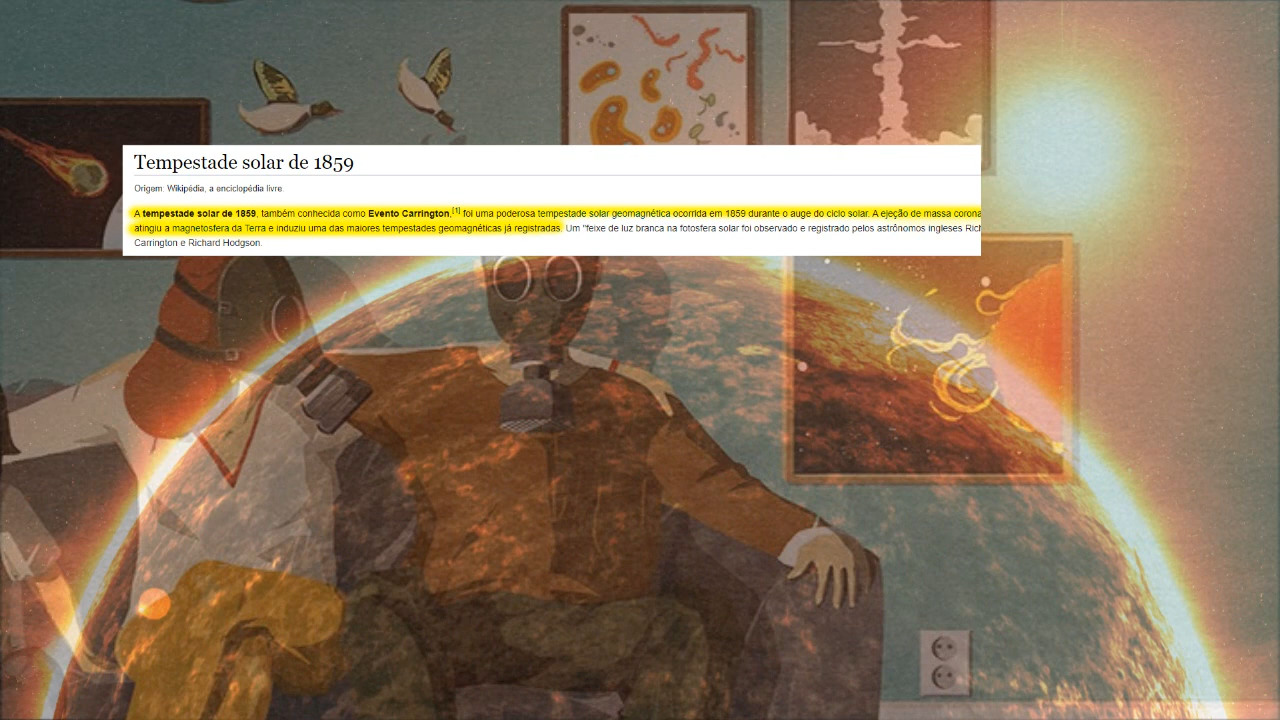 Tempestade solar de 1859
Origem: Wikipédia, a enciclopédia livre.
A tempestade solar de 1859, também conhecida como Evento Carrington,[1] foi uma poderosa tempestade solar geomagnética ocorrida em 1859 durante o auge do ciclo solar. A ejeção de massa corona
atingiu a magnetosfera da Terra e induziu uma das maiores tempestades geomagnéticas já registradas. Um "feixe de luz branca na fotosfera solar foi observado e registrado pelos astrônomos ingleses Rich
Carrington e Richard Hodgson.